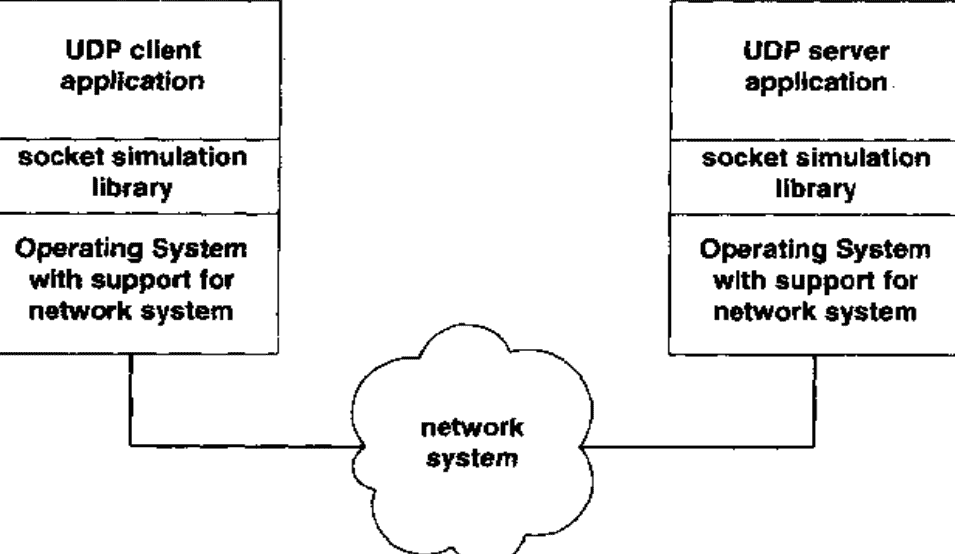 UDP client
application
socket simulation
library
Operating System
with support for
network system
UDP server
application
socket simulation
library
Operating System
with support for
network system
network
system